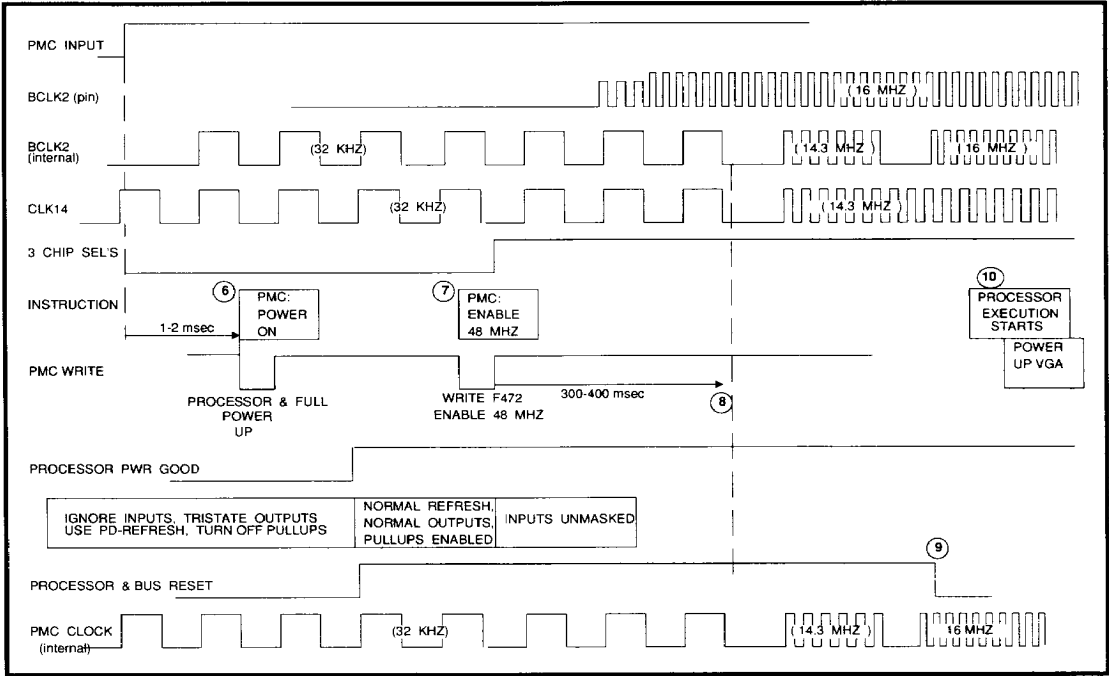 PMC INPUT
BCLK2 (pin)
( 16 MHZ )
BCLK2
(internal)
(32 KHZ)
( 14.3 MHZ )
( 16 MHZ )
CLK14
(32 KHZ)
( 14.3 MHZ )
3 CHIP SEL'S
INSTRUCTION
1-2 msec
6
PMC:
POWER
ON
7
PMC:
ENABLE
48 MHZ
10
PROCESSOR
EXECUTION
STARTS
POWER
UP VGA
PMC WRITE
PROCESSOR & FULL
POWER
UP
WRITE F472
ENABLE 48 MHZ
300-400 msec
8
PROCESSOR PWR GOOD
IGNORE INPUTS, TRISTATE OUTPUTS
USE PD-REFRESH, TURN OFF PULLUPS
NORMAL REFRESH,
NORMAL OUTPUTS,
PULLUPS ENABLED
INPUTS UNMASKED
9
PROCESSOR & BUS RESET
PMC CLOCK
(internal)
(32 KHZ)
( 14.3 MHZ )
16 MHZ